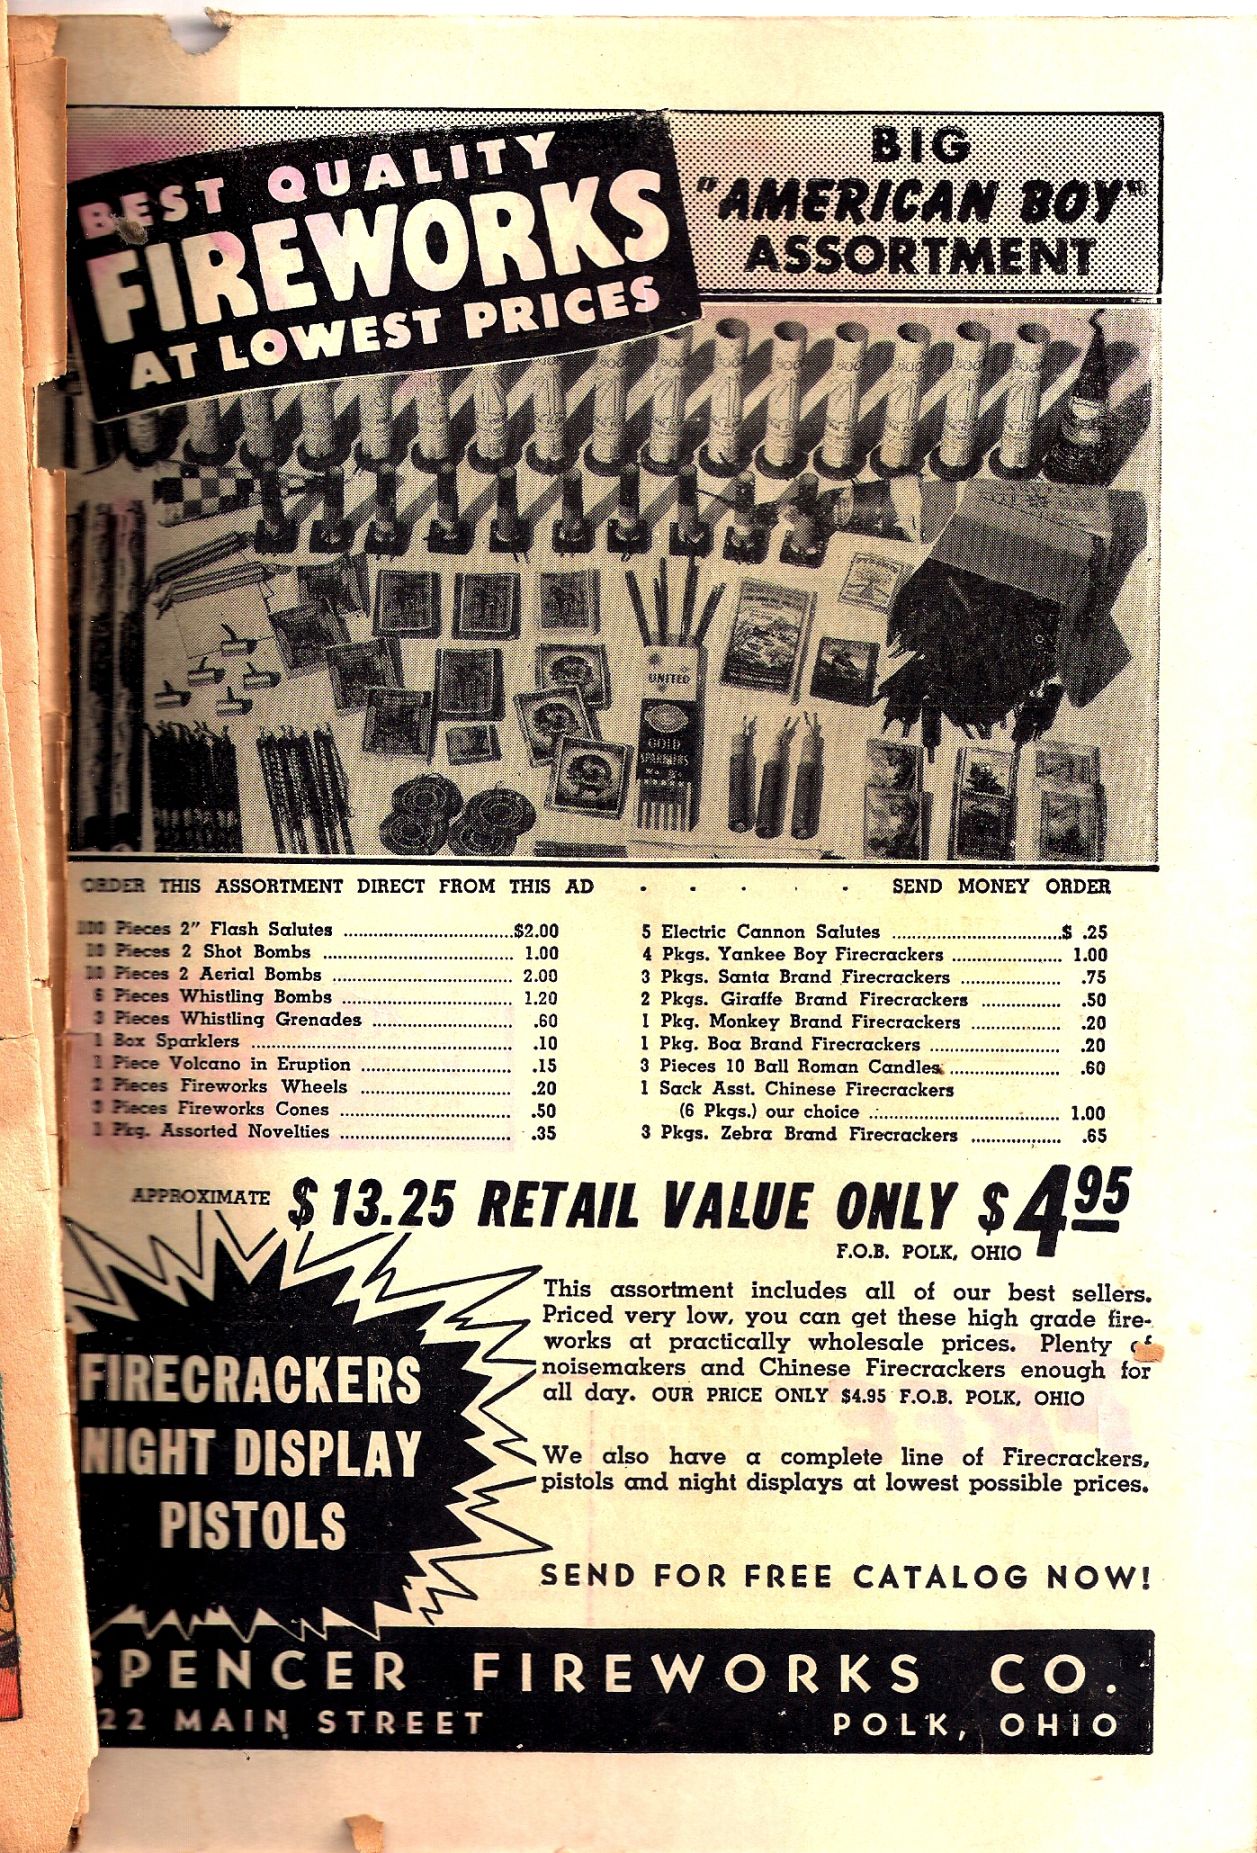 BEST QUALITY
FIREWORKS
AT LOWEST PRICES
BIG
"AMERICAN BOY"
ASSORTMENT
UNITED
GOLD
SPARKLERS
ORDER THIS ASSORTMENT DIRECT FROM THIS AD . . . . . SEND MONEY ORDER
100 Pieces 2" Flash Salutes ..................................$2.00
10 Pieces 2 Shot Bombs ...................................... 1.00
10 Pieces 2 Aerial Bombs .................................... 2.00
6 Pieces Whistling Bombs .................................. 1.20
3 Pieces Whistling Grenades ............................ .60
1 Box Sparklers .................................................... .10
1 Piece Volcano in Eruption .............................. .15
2 Pieces Fireworks Wheels ................................. .20
3 Pieces Fireworks Cones .................................. .50
1 Pkg. Assorted Novelties .................................. .35
5 Electric Cannon Salutes ..................................$ .25
4 Pkgs. Yankee Boy Firecrackers ...................... 1.00
3 Pkgs. Santa Brand Firecrackers .................... .75
2 Pkgs. Giraffe Brand Firecrackers ................ .50
1 Pkg. Monkey Brand Firecrackers .................. .20
1 Pkg. Boa Brand Firecrackers .......................... .20
3 Pieces 10 Ball Roman Candles ...................... .60
1 Sack Asst. Chinese Firecrackers
(6 Pkgs.) our choice ..................................... 1.00
3 Pkgs. Zebra Brand Firecrackers .................. .65
APPROXIMATE $13.25 RETAIL VALUE ONLY $4.95
F.O.B. POLK, OHIO
This assortment includes all of our best sellers.
Priced very low, you can get these high grade fire-
works at practically wholesale prices. Plenty of
noisemakers and Chinese Firecrackers enough for
all day. OUR PRICE ONLY $4.95 F.O.B. POLK, OHIO
FIRECRACKERS
NIGHT DISPLAY
PISTOLS
We also have a complete line of Firecrackers,
pistols and night displays at lowest possible prices.
SEND FOR FREE CATALOG NOW!
SPENCER FIREWORKS CO.
22 MAIN STREET POLK, OHIO